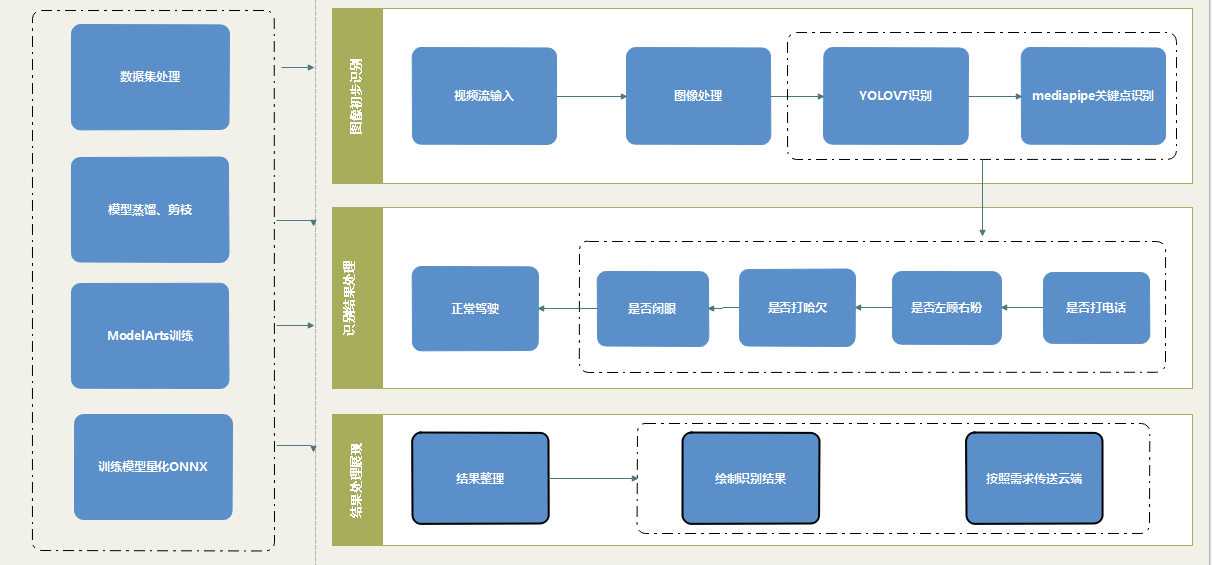 数据集处理
模型蒸馏、剪枝
ModelArts训练
训练模型量化ONNX
图像初步识别
视频流输入
图像处理
YOLOV7识别
mediapipe关键点识别
识别结果处理
正常驾驶
是否闭眼
是否打哈欠
是否左顾右盼
是否打电话
结果处理展现
结果整理
绘制识别结果
按照需求传送云端